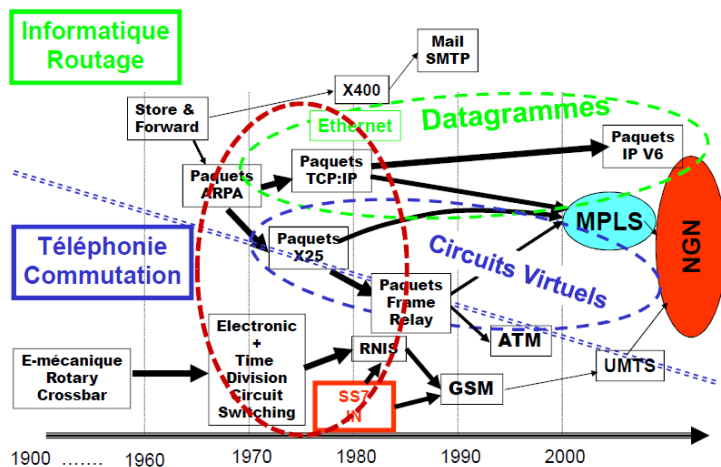 Informatique
Routage
Mail
SMTP
X400
Store &
Forward
Ethernet
Datagrammes
Paquets
IP V6
Paquets
TCP:IP
Paquets
ARPA
MPLS
NGN
Téléphonie
Commutation
Paquets
X25
Circuits Virtuels
Paquets
Frame
Relay
Electronic
+
Time
Division
Circuit
Switching
RNIS
ATM
E-mécanique
Rotary
Crossbar
SS7
IN
GSM
UMTS
1900 ....... 1960 1970 1980 1990 2000